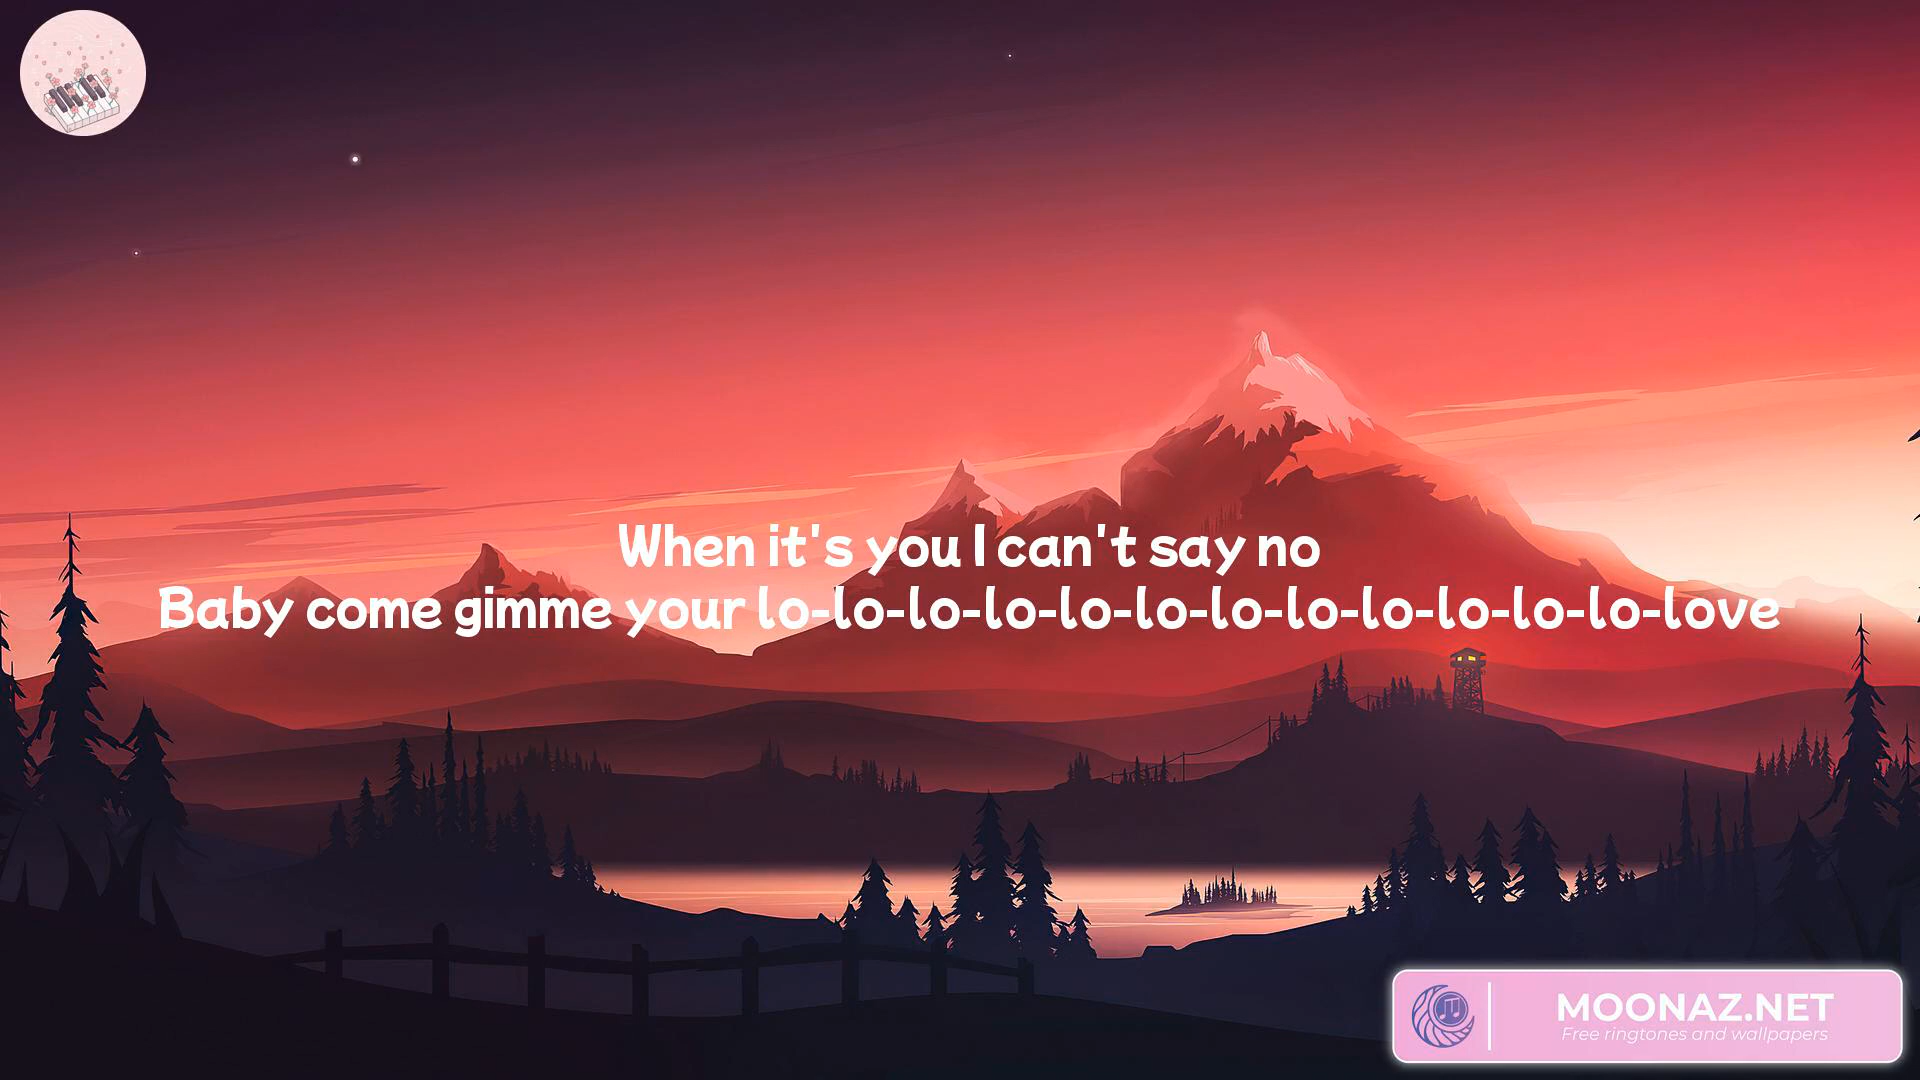 When it's you I can't say no
Baby come gimme your lo-lo-lo-lo-lo-lo-lo-lo-lo-lo-lo-lo-love
MOONAZ.NET
Free ringtones and wallpapers